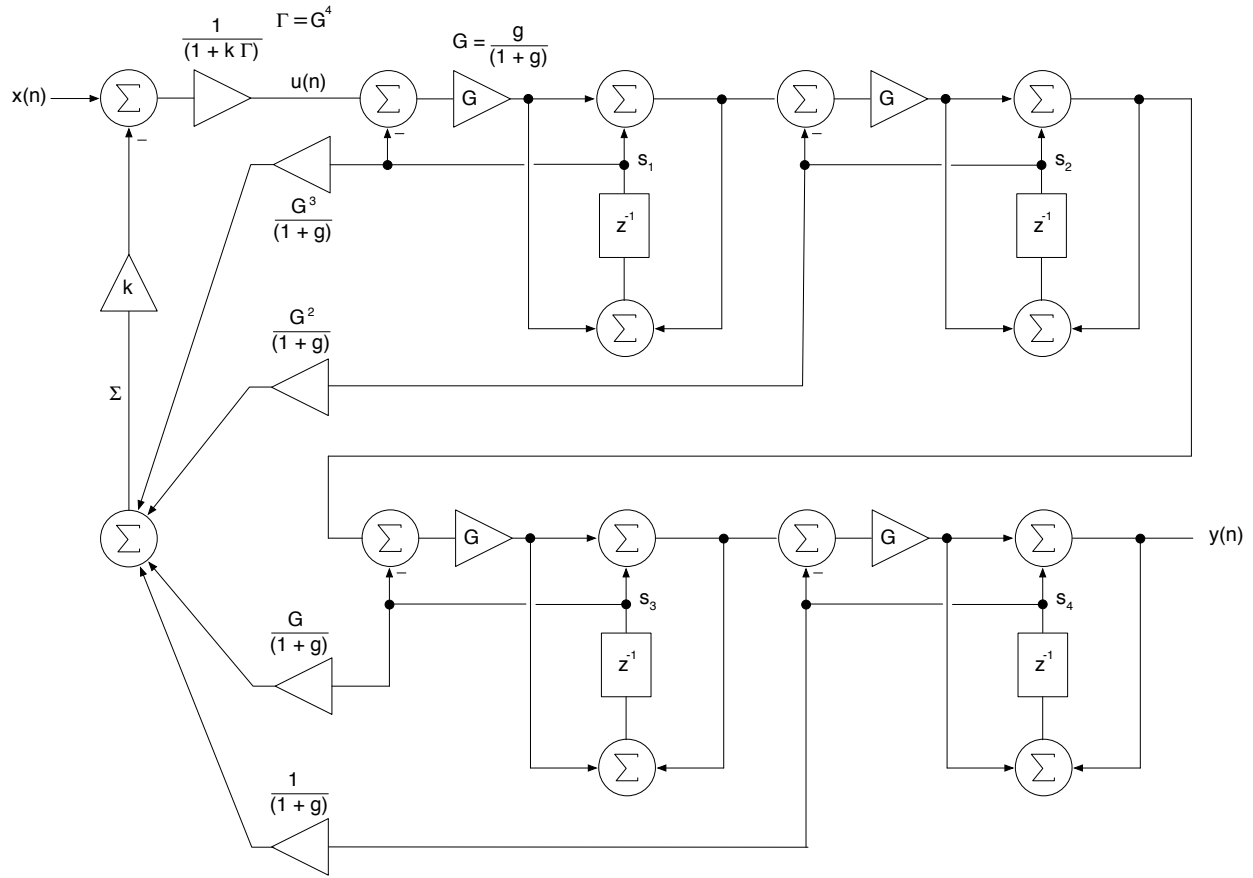 1
(1 + k Γ)
Γ = G⁴
G = g
(1 + g)
x(n)
Σ
u(n)
Σ
G
Σ
Σ
G
Σ
–
–
–
s₁
s₂
G³
(1 + g)
z⁻¹
z⁻¹
k
G²
(1 + g)
Σ
Σ
Σ
Σ
Σ
G
Σ
Σ
G
Σ
y(n)
–
–
s₃
s₄
G
(1 + g)
z⁻¹
z⁻¹
1
(1 + g)
Σ
Σ